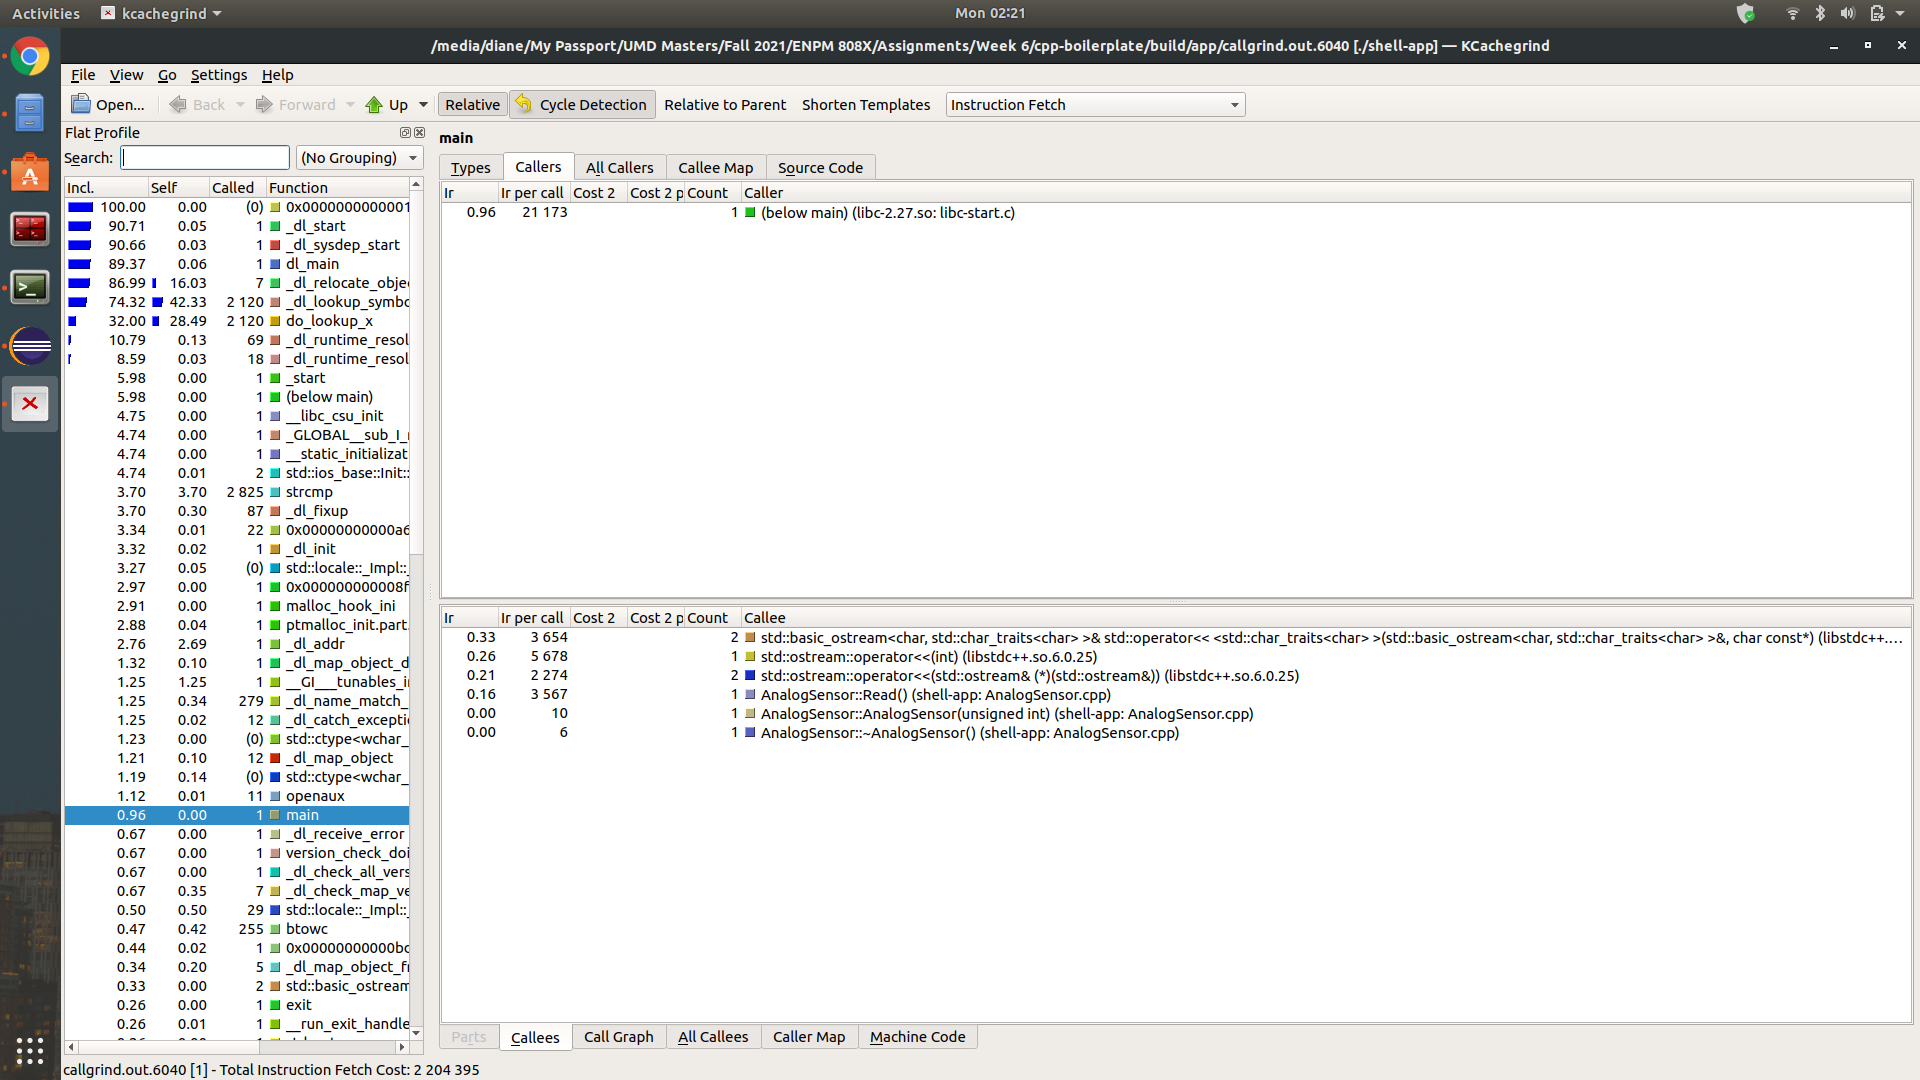 Activities kcachegrind Mon 02:21
/media/diane/My Passport/UMD Masters/Fall 2021/ENPM 808X/Assignments/Week 6/cpp-boilerplate/build/app/callgrind.out.6040 [./shell-app] — KCachegrind
File View Go Settings Help
Open... Back Forward Up Relative Cycle Detection Relative to Parent Shorten Templates Instruction Fetch
Flat Profile
Search: (No Grouping)
Incl. Self Called Function
100.00 0.00 (0) 0x0000000000001
90.71 0.05 1 _dl_start
90.66 0.03 1 _dl_sysdep_start
89.37 0.06 1 dl_main
86.99 16.03 7 _dl_relocate_obje
74.32 42.33 2 120 _dl_lookup_symbo
32.00 28.49 2 120 do_lookup_x
10.79 0.13 69 _dl_runtime_resol
8.59 0.03 18 _dl_runtime_resol
5.98 0.00 1 _start
5.98 0.00 1 (below main)
4.75 0.00 1 __libc_csu_init
4.74 0.00 1 _GLOBAL__sub_I_
4.74 0.00 1 __static_initializat
4.74 0.01 2 std::ios_base::Init::
3.70 3.70 2 825 strcmp
3.70 0.30 87 _dl_fixup
3.34 0.01 22 0x00000000000a6
3.32 0.02 1 _dl_init
3.27 0.05 (0) std::locale::_Impl::
2.97 0.00 1 0x000000000008f
2.91 0.00 1 malloc_hook_ini
2.88 0.04 1 ptmalloc_init.part.
2.76 2.69 1 _dl_addr
1.32 0.10 1 _dl_map_object_d
1.25 1.25 1 __GI___tunables_i
1.25 0.34 279 _dl_name_match_
1.25 0.02 12 _dl_catch_exceptio
1.23 0.00 (0) std::ctype<wchar_
1.21 0.10 12 _dl_map_object
1.19 0.14 (0) std::ctype<wchar_
1.12 0.01 11 openaux
0.96 0.00 1 main
0.67 0.00 1 _dl_receive_error
0.67 0.00 1 version_check_doi
0.67 0.00 1 _dl_check_all_vers
0.67 0.35 7 _dl_check_map_ve
0.50 0.50 29 std::locale::_Impl::
0.47 0.42 255 btowc
0.44 0.02 1 0x00000000000bc
0.34 0.20 5 _dl_map_object_fr
0.33 0.00 2 std::basic_ostream
0.26 0.00 1 exit
0.26 0.01 1 __run_exit_handle
main
Types Callers All Callers Callee Map Source Code
Ir Ir per call Cost 2 Cost 2 p Count Caller
0.96 21 173 1 (below main) (libc-2.27.so: libc-start.c)
Ir Ir per call Cost 2 Cost 2 p Count Callee
0.33 3 654 2 std::basic_ostream<char, std::char_traits<char> >& std::operator<< <std::char_traits<char> >(std::basic_ostream<char, std::char_traits<char> >&, char const*) (libstdc++....
0.26 5 678 1 std::ostream::operator<<(int) (libstdc++.so.6.0.25)
0.21 2 274 2 std::ostream::operator<<(std::ostream& (*)(std::ostream&)) (libstdc++.so.6.0.25)
0.16 3 567 1 AnalogSensor::Read() (shell-app: AnalogSensor.cpp)
0.00 10 1 AnalogSensor::AnalogSensor(unsigned int) (shell-app: AnalogSensor.cpp)
0.00 6 1 AnalogSensor::~AnalogSensor() (shell-app: AnalogSensor.cpp)
Parts Callees Call Graph All Callees Caller Map Machine Code
callgrind.out.6040 [1] - Total Instruction Fetch Cost: 2 204 395